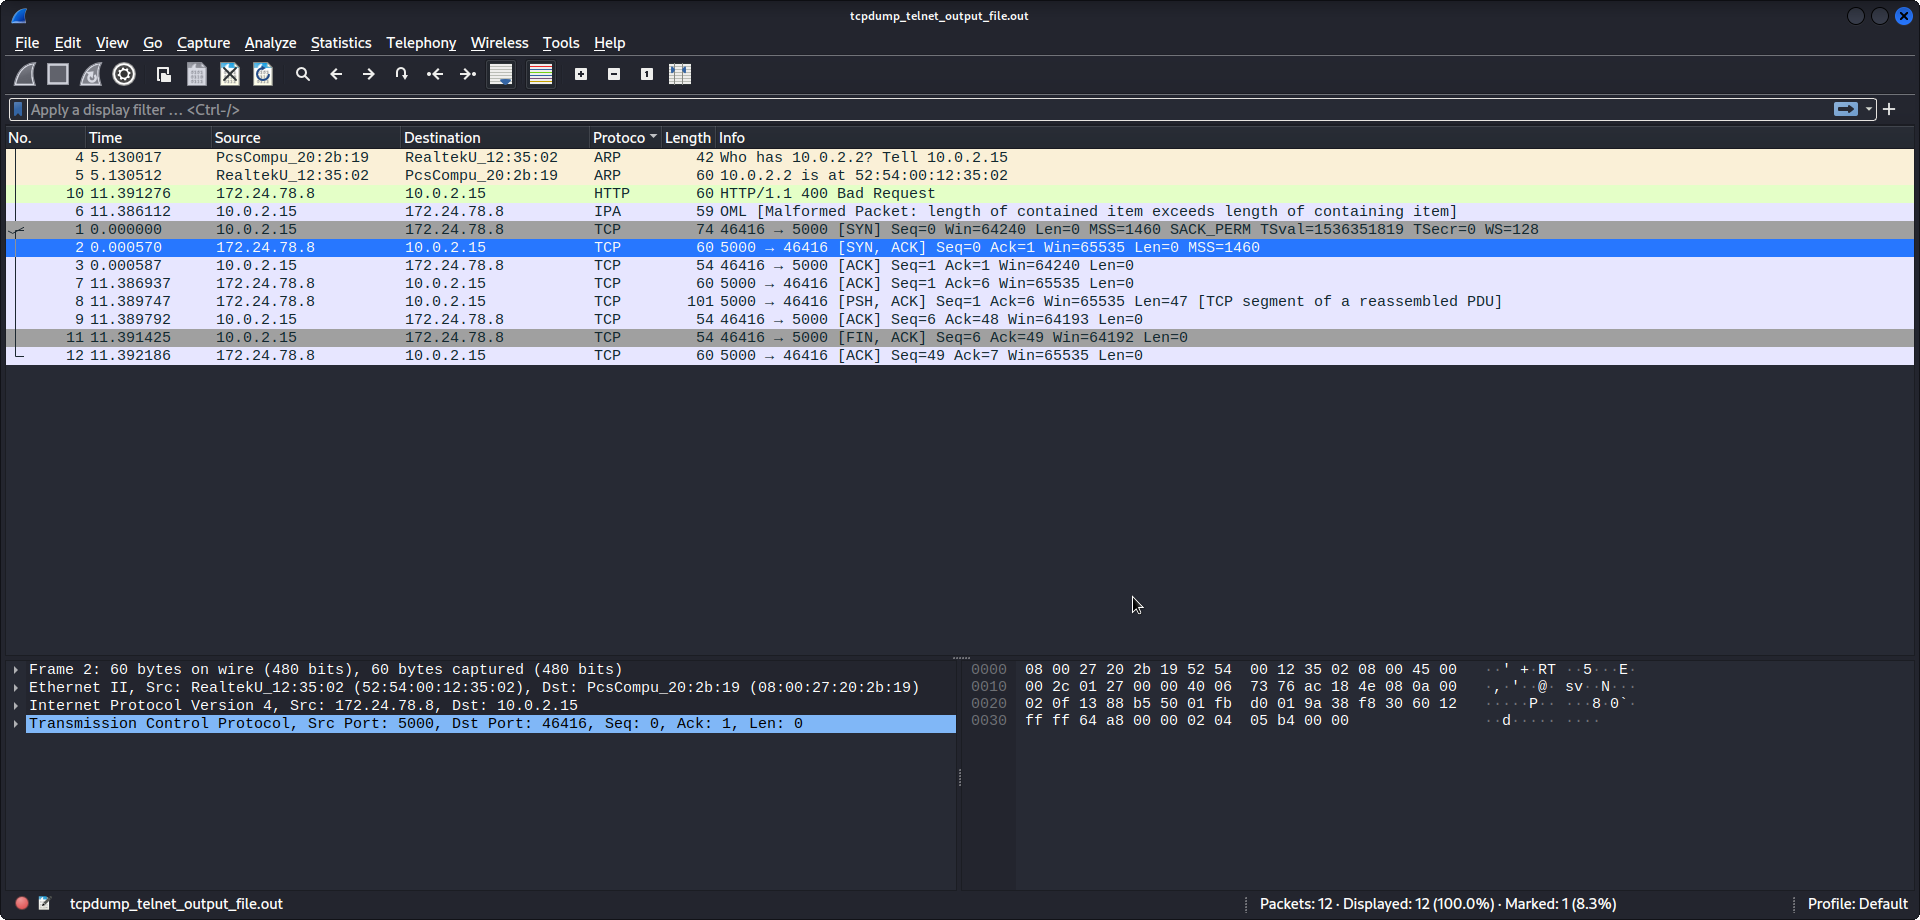 tcpdump_telnet_output_file.out
File Edit View Go Capture Analyze Statistics Telephony Wireless Tools Help
Apply a display filter … <Ctrl-/>
No. Time Source Destination Protoco Length Info
4 5.130017 PcsCompu_20:2b:19 RealtekU_12:35:02 ARP 42 Who has 10.0.2.2? Tell 10.0.2.15
5 5.130512 RealtekU_12:35:02 PcsCompu_20:2b:19 ARP 60 10.0.2.2 is at 52:54:00:12:35:02
10 11.391276 172.24.78.8 10.0.2.15 HTTP 60 HTTP/1.1 400 Bad Request
6 11.386112 10.0.2.15 172.24.78.8 IPA 59 OML [Malformed Packet: length of contained item exceeds length of containing item]
1 0.000000 10.0.2.15 172.24.78.8 TCP 74 46416 → 5000 [SYN] Seq=0 Win=64240 Len=0 MSS=1460 SACK_PERM TSval=1536351819 TSecr=0 WS=128
2 0.000570 172.24.78.8 10.0.2.15 TCP 60 5000 → 46416 [SYN, ACK] Seq=0 Ack=1 Win=65535 Len=0 MSS=1460
3 0.000587 10.0.2.15 172.24.78.8 TCP 54 46416 → 5000 [ACK] Seq=1 Ack=1 Win=64240 Len=0
7 11.386937 172.24.78.8 10.0.2.15 TCP 60 5000 → 46416 [ACK] Seq=1 Ack=6 Win=65535 Len=0
8 11.389747 172.24.78.8 10.0.2.15 TCP 101 5000 → 46416 [PSH, ACK] Seq=1 Ack=6 Win=65535 Len=47 [TCP segment of a reassembled PDU]
9 11.389792 10.0.2.15 172.24.78.8 TCP 54 46416 → 5000 [ACK] Seq=6 Ack=48 Win=64193 Len=0
11 11.391425 10.0.2.15 172.24.78.8 TCP 54 46416 → 5000 [FIN, ACK] Seq=6 Ack=49 Win=64192 Len=0
12 11.392186 172.24.78.8 10.0.2.15 TCP 60 5000 → 46416 [ACK] Seq=49 Ack=7 Win=65535 Len=0
Frame 2: 60 bytes on wire (480 bits), 60 bytes captured (480 bits)
Ethernet II, Src: RealtekU_12:35:02 (52:54:00:12:35:02), Dst: PcsCompu_20:2b:19 (08:00:27:20:2b:19)
Internet Protocol Version 4, Src: 172.24.78.8, Dst: 10.0.2.15
Transmission Control Protocol, Src Port: 5000, Dst Port: 46416, Seq: 0, Ack: 1, Len: 0
0000 08 00 27 20 2b 19 52 54 00 12 35 02 08 00 45 00 ··' +·RT ··5···E·
0010 00 2c 01 27 00 00 40 06 73 76 ac 18 4e 08 0a 00 ·,·'··@· sv··N···
0020 02 0f 13 88 b5 50 01 fb d0 01 9a 38 f8 30 60 12 ·····P·· ···8·0`·
0030 ff ff 64 a8 00 00 02 04 05 b4 00 00 ··d····· ····
tcpdump_telnet_output_file.out
Packets: 12 · Displayed: 12 (100.0%) · Marked: 1 (8.3%)
Profile: Default